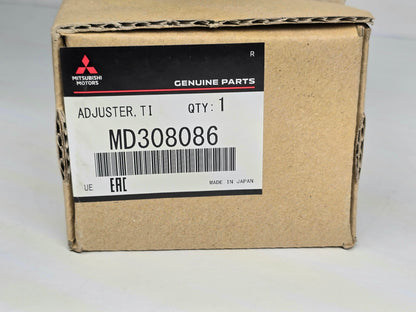 R
MITSUBISHI
MOTORS
GENUINE PARTS
ADJUSTER,TI QTY:1
MD308086
UE EAC MADE IN JAPAN